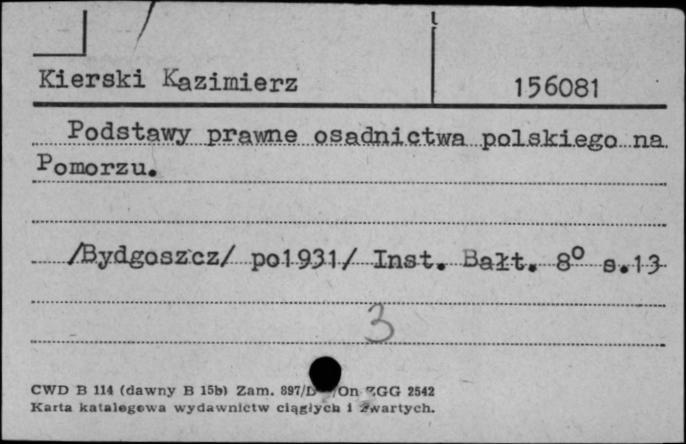 Kierski Kazimierz 156081
Podstawy prawne osadnictwa polskiego na
Pomorzu.
/Bydgoszcz/ po1931/ Inst. Bałt. 8° s.13
3
CWD B 114 (dawny B 15b) Zam. 897/ /On ZGG 2542
Karta katalogowa wydawnictw ciągłych i zwartych.